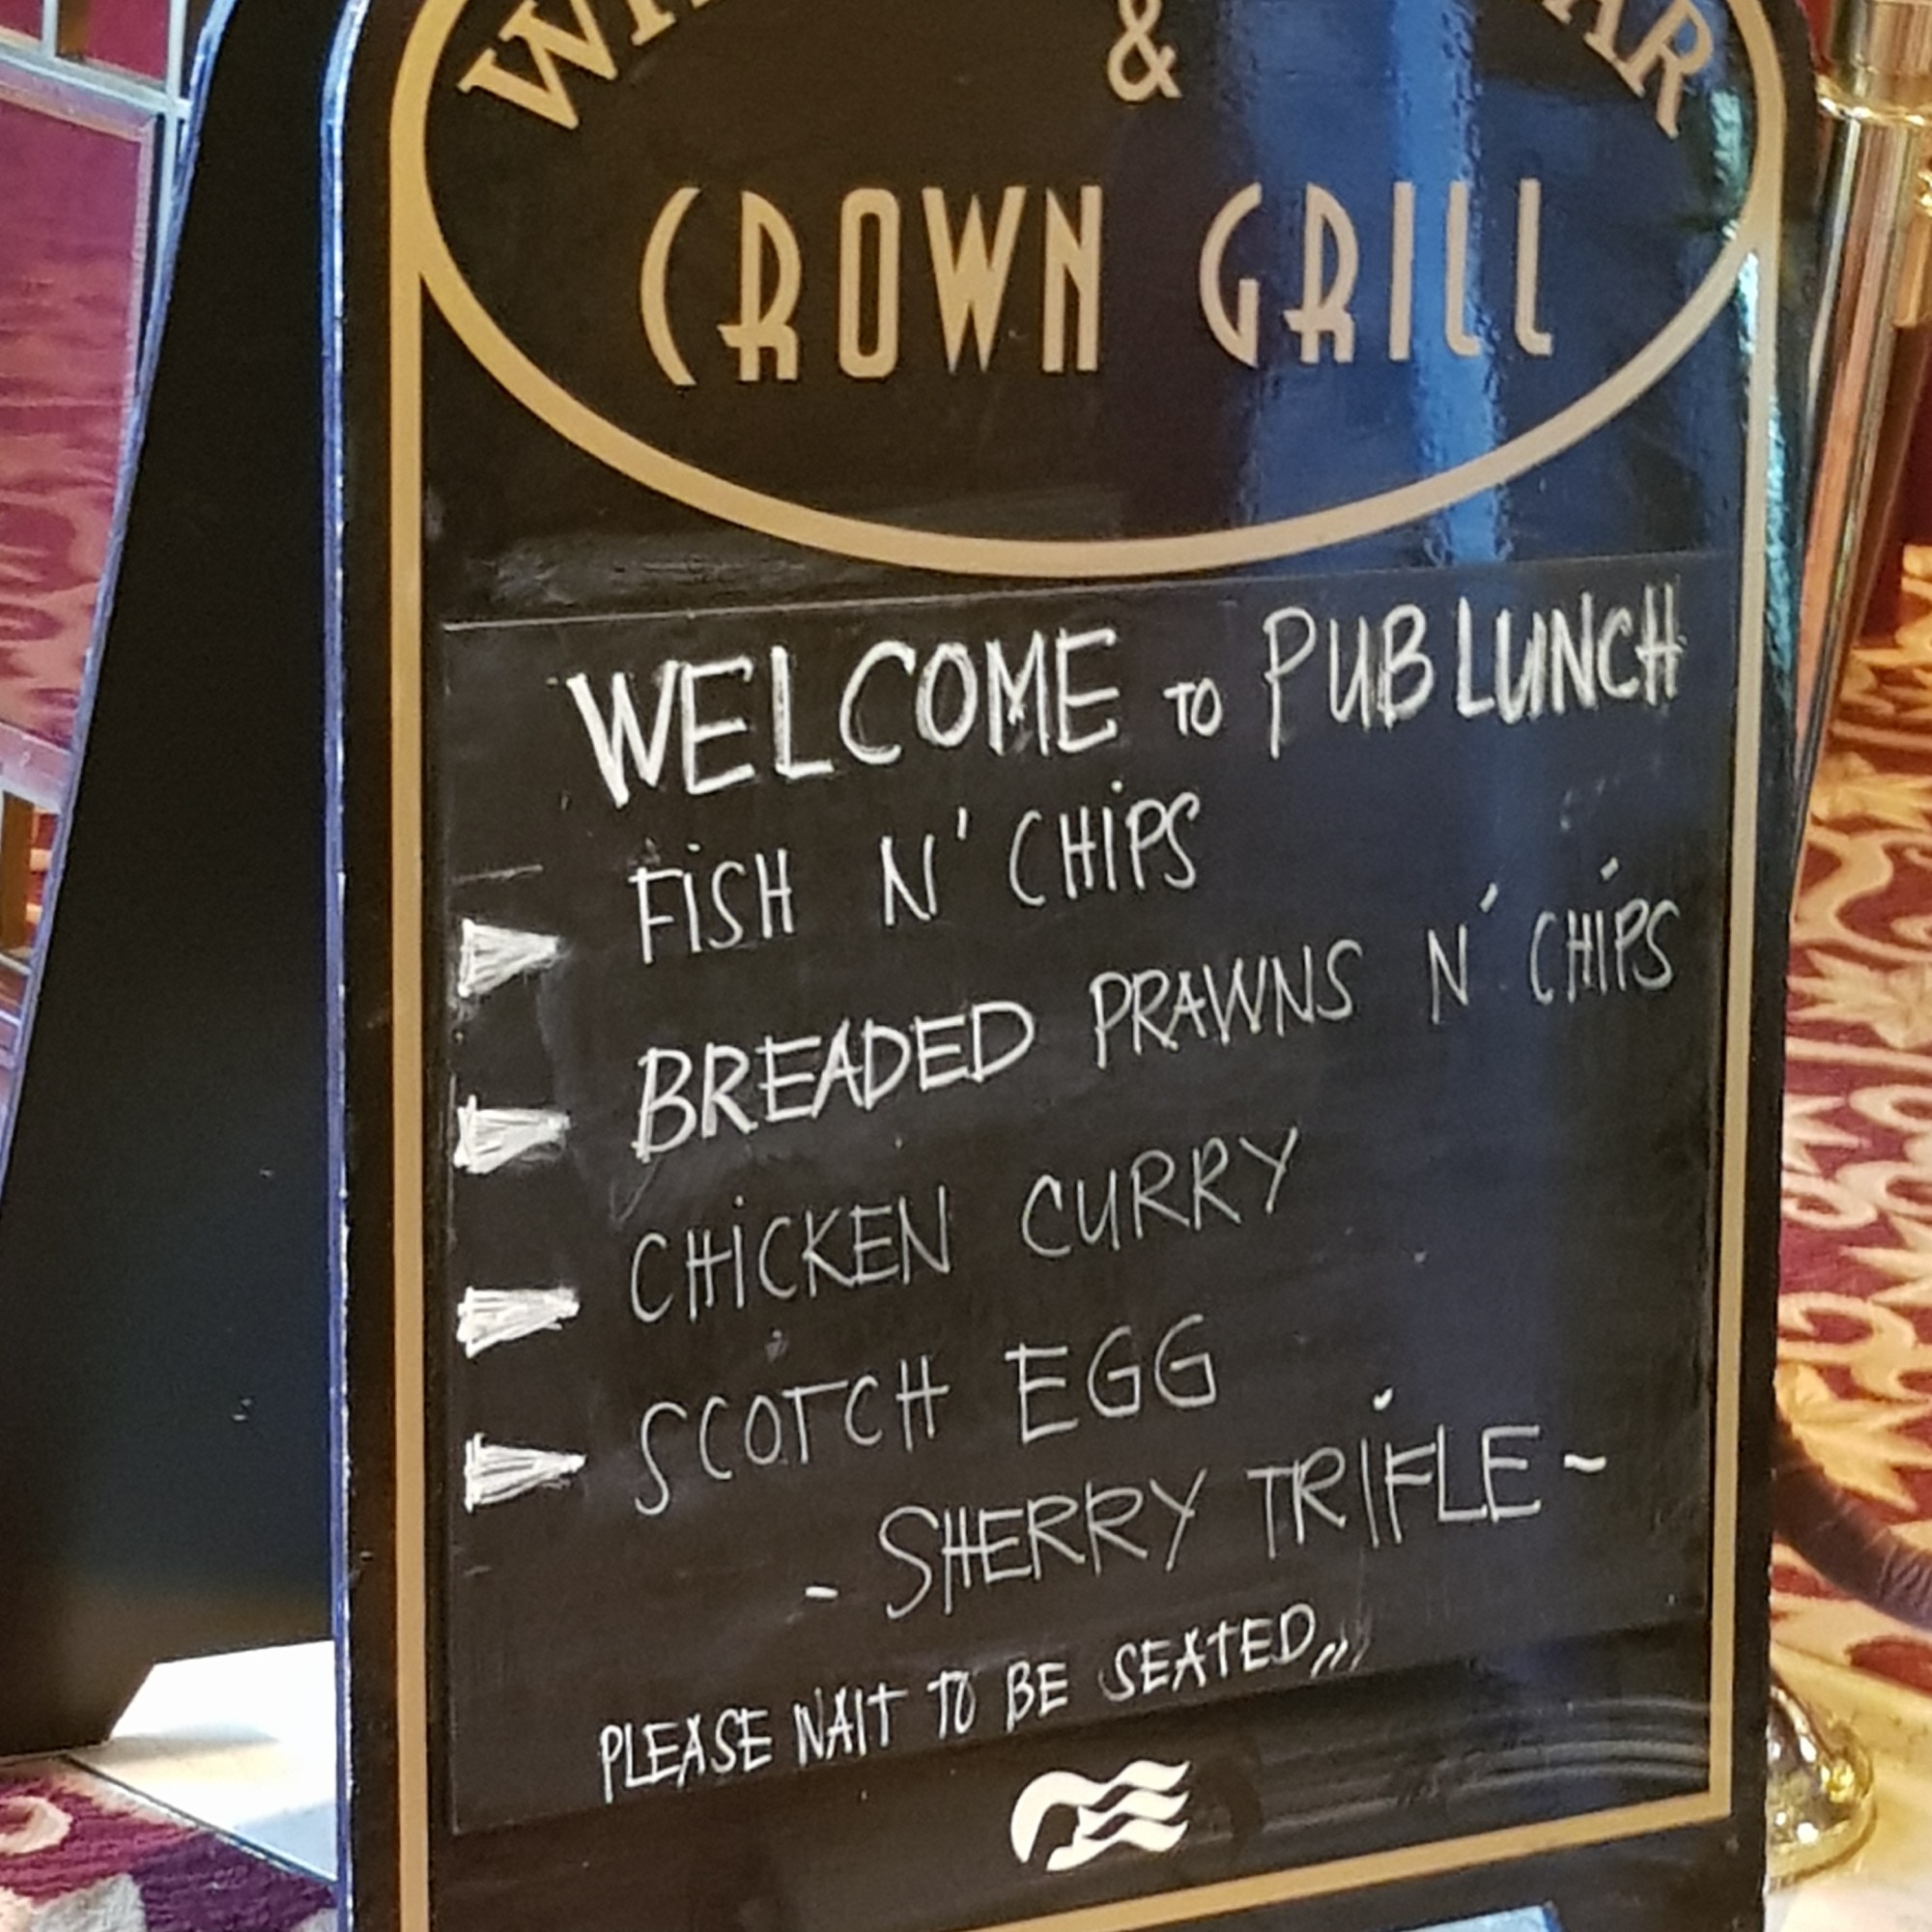 &
CROWN GRILL
WELCOME TO PUB LUNCH
FISH N' CHIPS
BREADED PRAWNS N' CHIPS
CHICKEN CURRY
SCOTCH EGG
- SHERRY TRIFLE -
PLEASE WAIT TO BE SEATED,,,